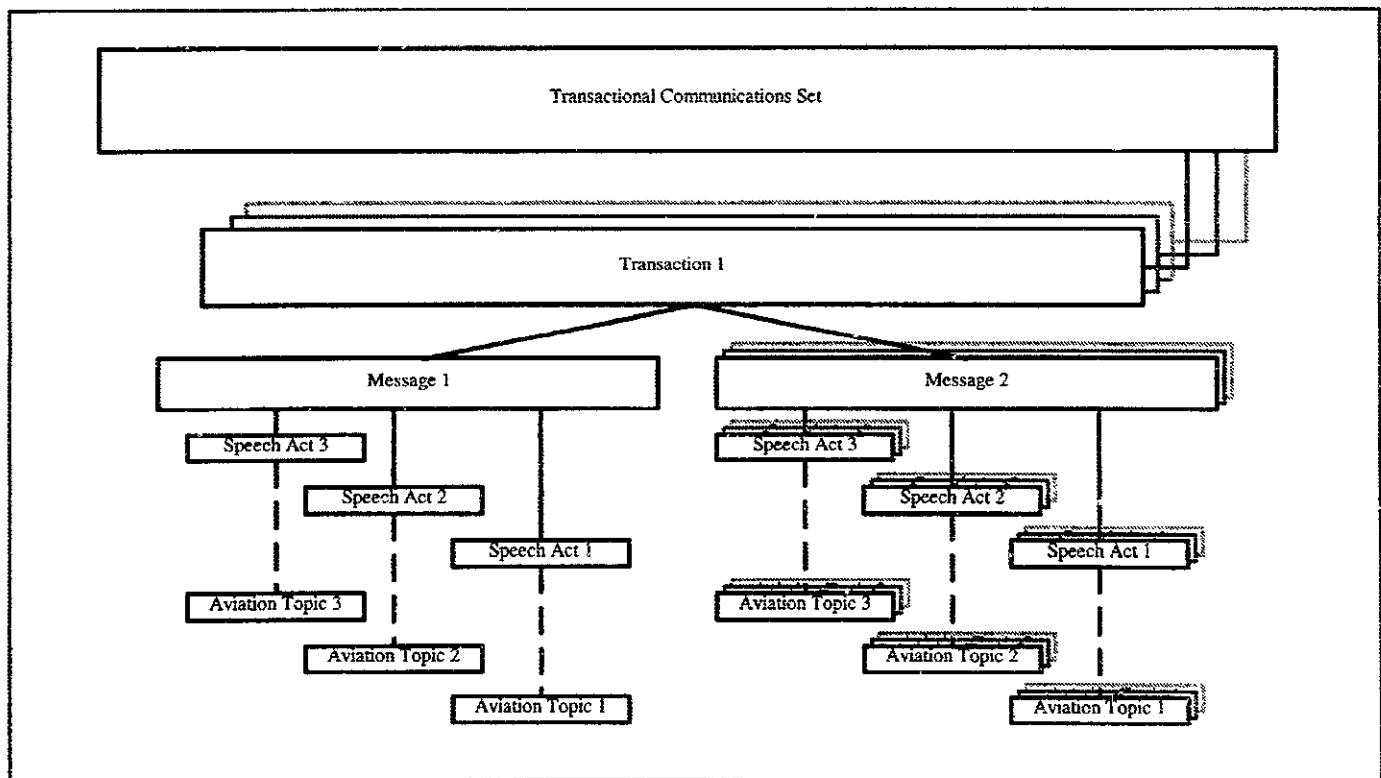 Transactional Communications Set
Transaction 1
Message 1
Message 2
Speech Act 3
Speech Act 3
Speech Act 2
Speech Act 2
Speech Act 1
Speech Act 1
Aviation Topic 3
Aviation Topic 3
Aviation Topic 2
Aviation Topic 2
Aviation Topic 1
Aviation Topic 1